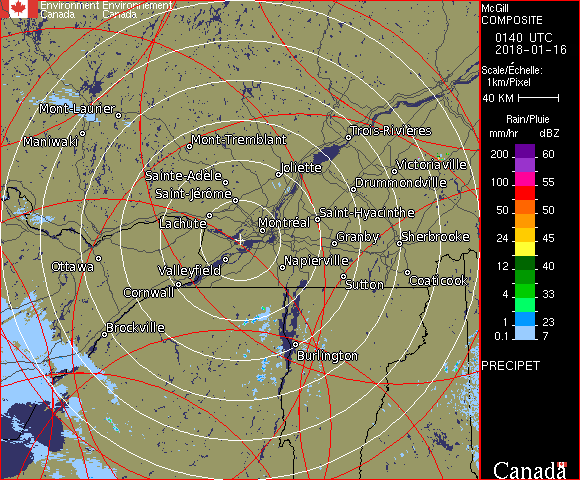 Environment Environnement
Canada Canada
McGill
COMPOSITE
0140 UTC
2018-01-16
Scale/Échelle:
1km/Pixel
40 KM
Rain/Pluie
mm/hr dBZ
200 60
150 57
100 55
50 50
24 45
12 40
4 33
1 23
0.1 7
PRECIPET
Canada
Mont-Laurier
Maniwaki
Mont-Tremblant
Trois-Rivières
Joliette
Victoriaville
Sainte-Adèle
Drummondville
Saint-Jérôme
Saint-Hyacinthe
Lachute
Montréal
Granby
Sherbrooke
Ottawa
Valleyfield
Napierville
Cornwall
Sutton
Coaticook
Brockville
Burlington